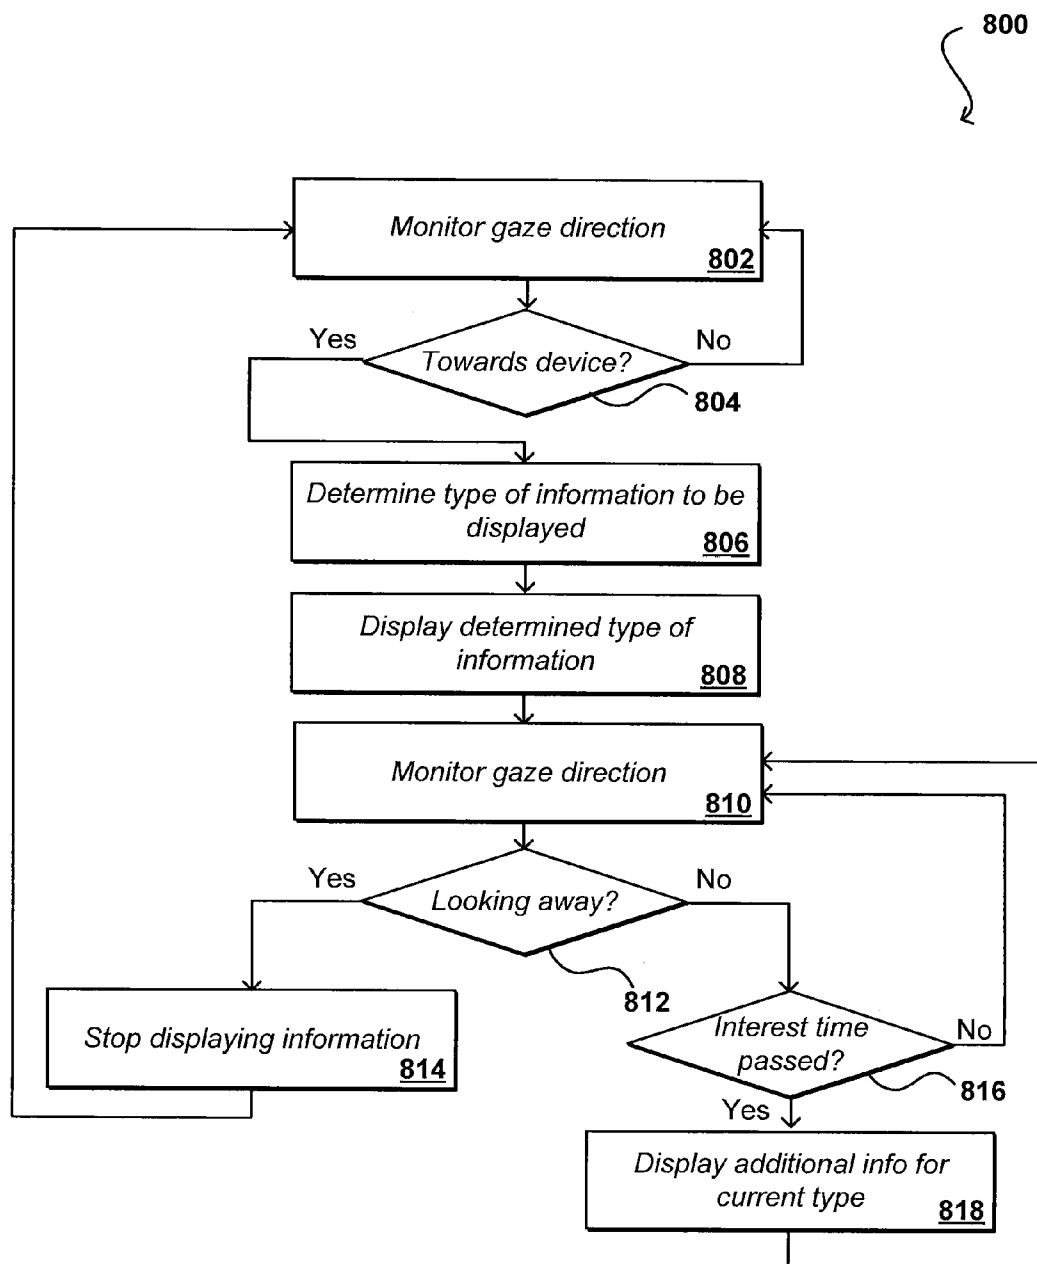 800
Monitor gaze direction
802
Yes
No
Towards device?
804
Determine type of information to be
displayed
806
Display determined type of
information
808
Monitor gaze direction
810
Yes
No
Looking away?
812
Stop displaying information
814
Interest time
passed?
No
816
Yes
Display additional info for
current type
818